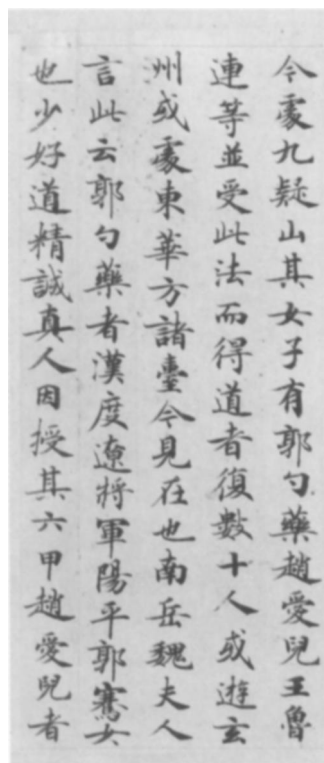 今處九疑山其女子有郭勺藥趙愛兒王魯
連等並受此法而得道者復數十人或遊玄
州或處東華方諸臺今見在也南岳魏夫人
言此云郭勺藥者漢度遼將軍陽平郭騫女
也少好道精誠真人因授其六甲趙愛兒者